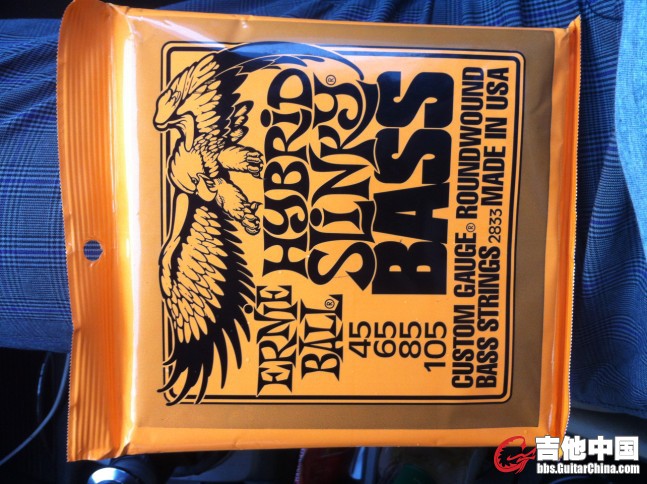 ERNIE
BALL®
HYBRID
SLINKY®
BASS
45
65
85
105
CUSTOM GAUGE® ROUNDWOUND
BASS STRINGS 2833 MADE IN USA
吉他中国
bbs.GuitarChina.com